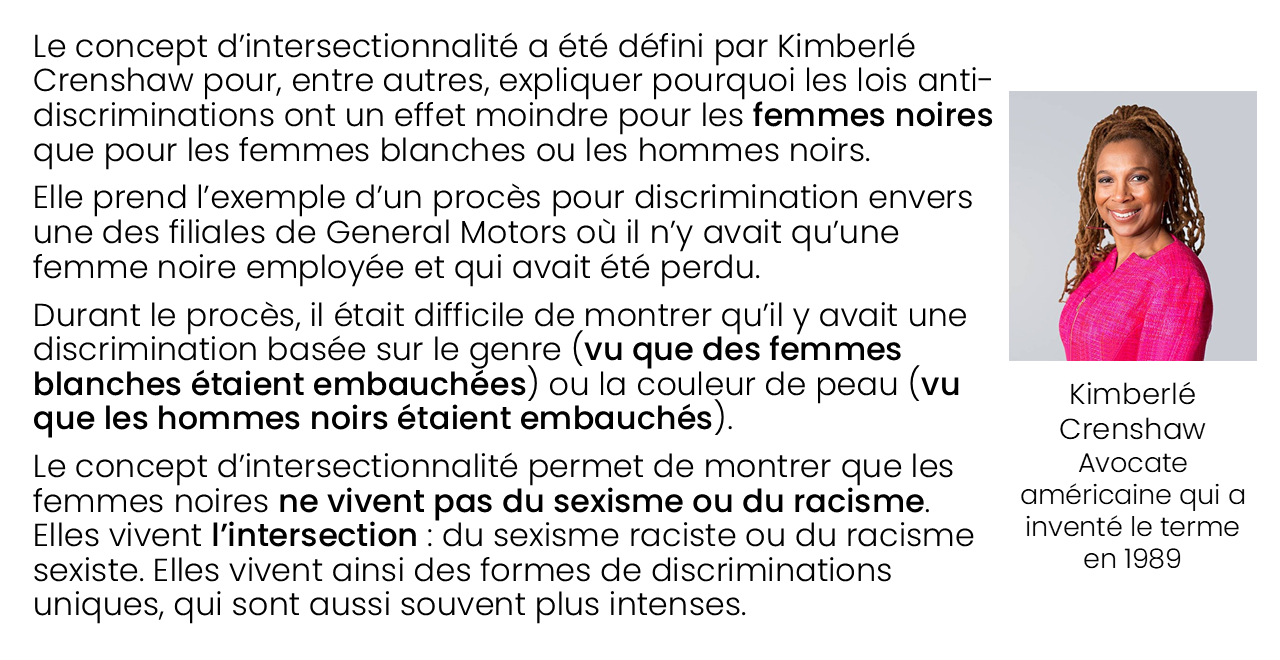 Le concept d’intersectionnalité a été défini par Kimberlé
Crenshaw pour, entre autres, expliquer pourquoi les lois anti-
discriminations ont un effet moindre pour les femmes noires
que pour les femmes blanches ou les hommes noirs.
Elle prend l’exemple d’un procès pour discrimination envers
une des filiales de General Motors où il n’y avait qu’une
femme noire employée et qui avait été perdu.
Durant le procès, il était difficile de montrer qu’il y avait une
discrimination basée sur le genre (vu que des femmes
blanches étaient embauchées) ou la couleur de peau (vu
que les hommes noirs étaient embauchés).
Le concept d’intersectionnalité permet de montrer que les
femmes noires ne vivent pas du sexisme ou du racisme.
Elles vivent l’intersection : du sexisme raciste ou du racisme
sexiste. Elles vivent ainsi des formes de discriminations
uniques, qui sont aussi souvent plus intenses.
Kimberlé
Crenshaw
Avocate
américaine qui a
inventé le terme
en 1989